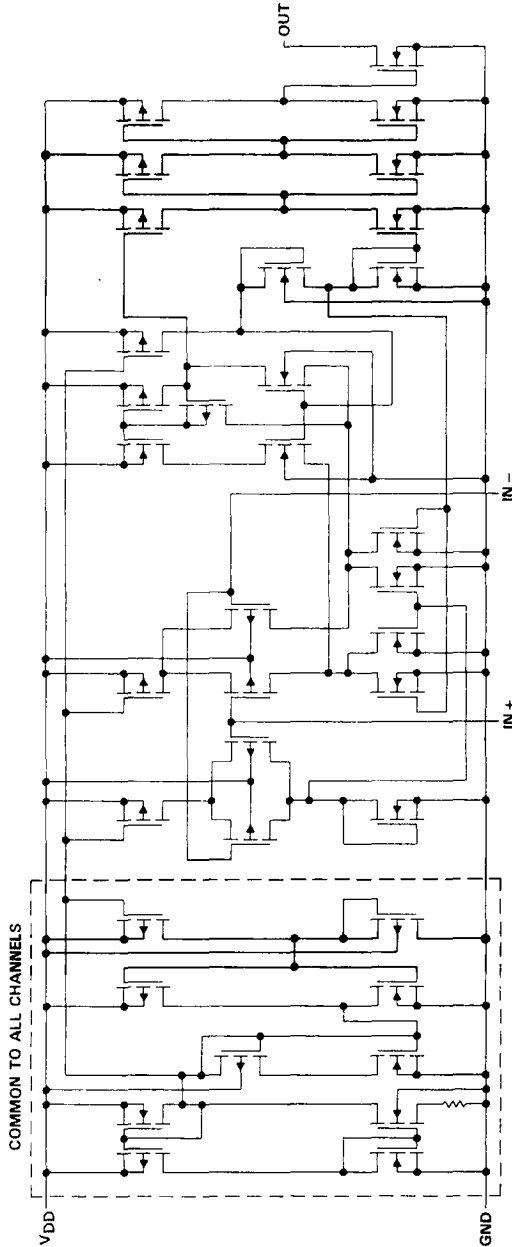 COMMON TO ALL CHANNELS
VDD
OUT
GND
IN +
IN −